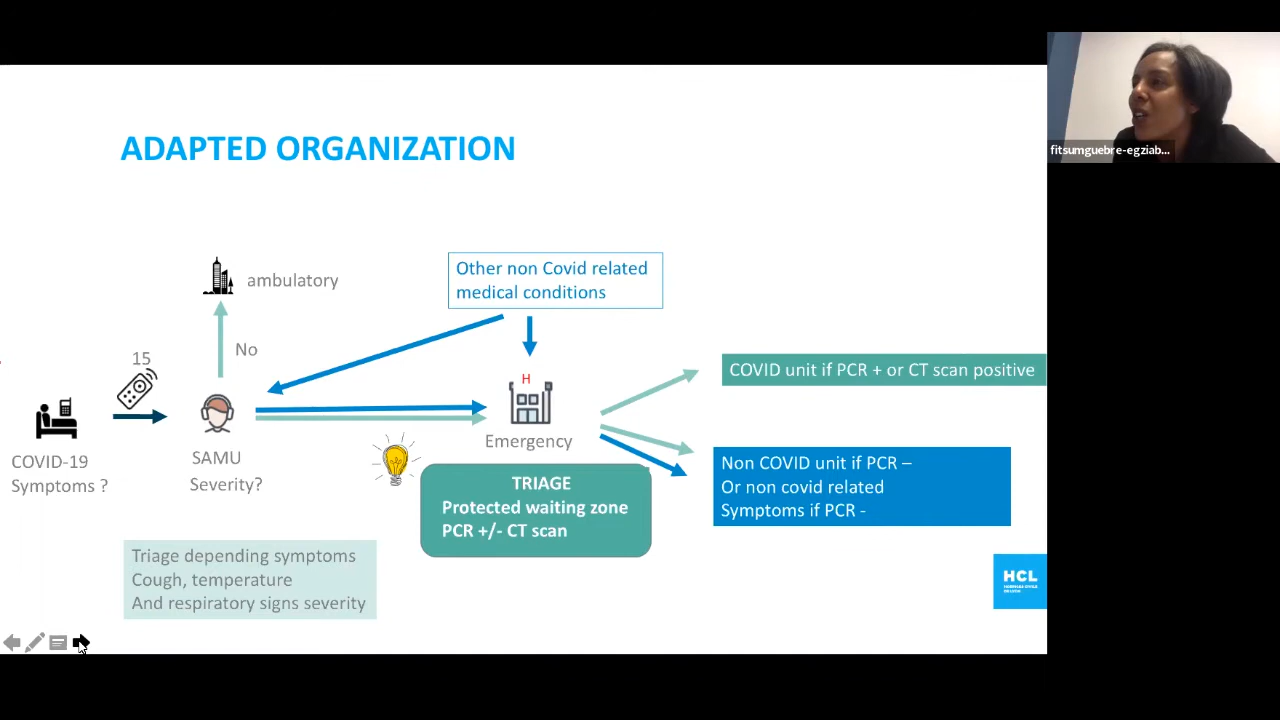 fitsumguebre-egziab...
ADAPTED ORGANIZATION
ambulatory
Other non Covid related
medical conditions
No
15
H
COVID unit if PCR + or CT scan positive
COVID-19
Symptoms ?
SAMU
Severity?
Emergency
TRIAGE
Protected waiting zone
PCR +/- CT scan
Non COVID unit if PCR –
Or non covid related
Symptoms if PCR -
Triage depending symptoms
Cough, temperature
And respiratory signs severity
HCL